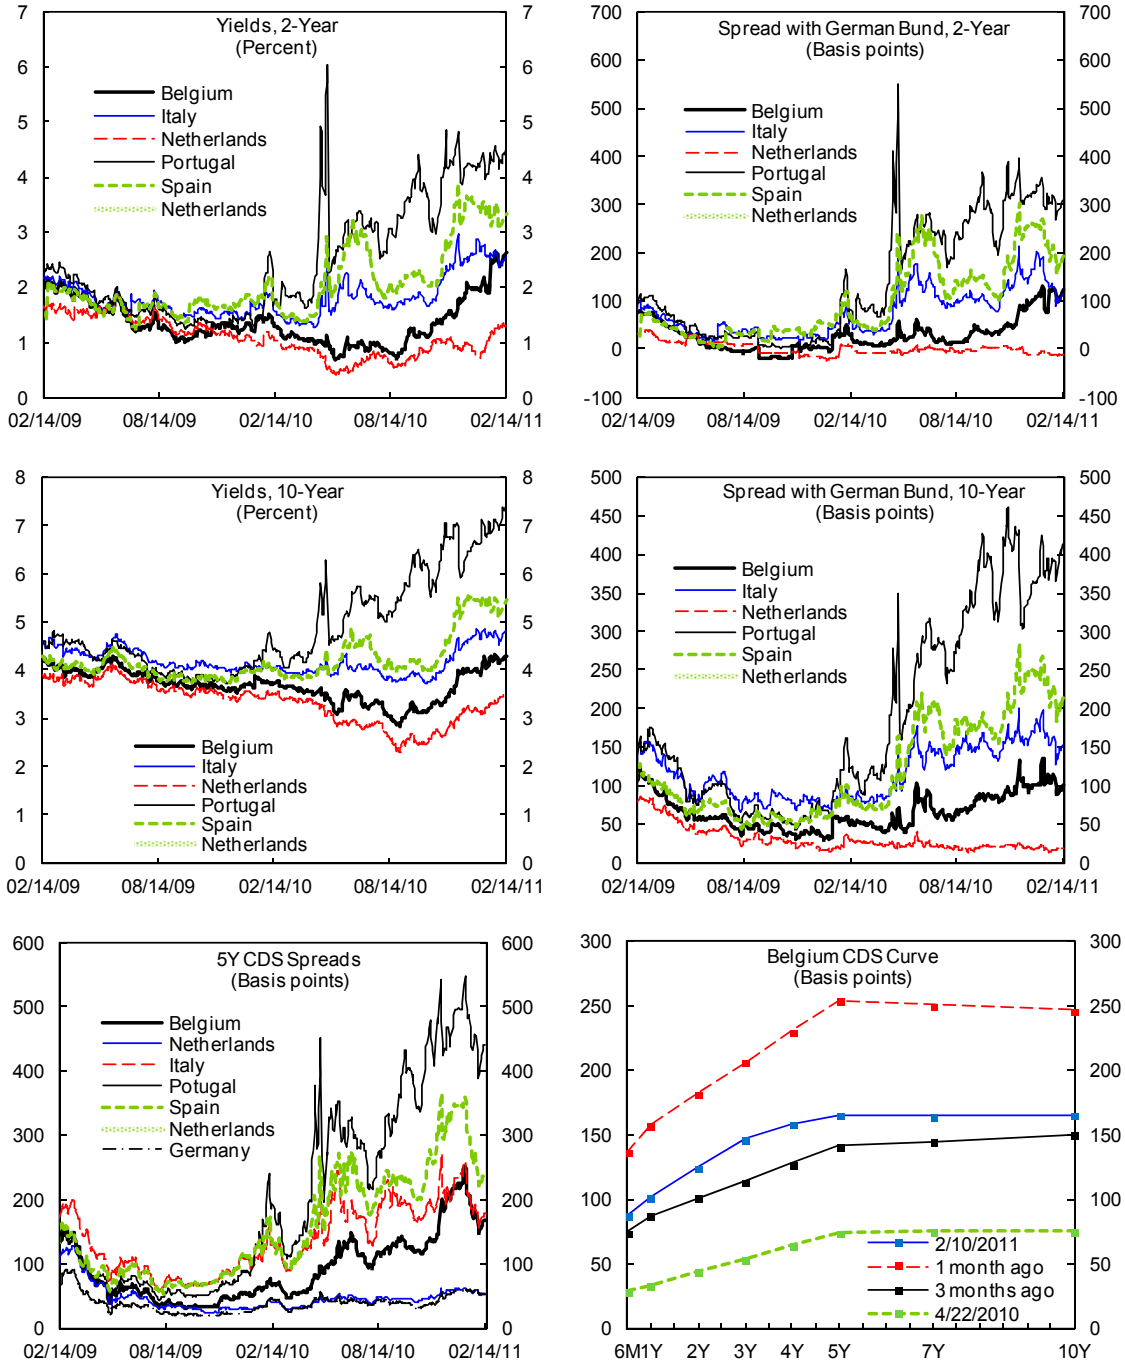 Yields, 2-Year
(Percent)
7
6
5
4
3
2
1
0
7
6
5
4
3
2
1
0
Belgium
Italy
Netherlands
Portugal
Spain
Netherlands
02/14/09
08/14/09
02/14/10
08/14/10
02/14/11
Spread with German Bund, 2-Year
(Basis points)
700
600
500
400
300
200
100
0
-100
700
600
500
400
300
200
100
0
-100
Belgium
Italy
Netherlands
Portugal
Spain
Netherlands
02/14/09
08/14/09
02/14/10
08/14/10
02/14/11
Yields, 10-Year
(Percent)
8
7
6
5
4
3
2
1
0
8
7
6
5
4
3
2
1
0
Belgium
Italy
Netherlands
Portugal
Spain
Netherlands
02/14/09
08/14/09
02/14/10
08/14/10
02/14/11
Spread with German Bund, 10-Year
(Basis points)
500
450
400
350
300
250
200
150
100
50
0
500
450
400
350
300
250
200
150
100
50
0
Belgium
Italy
Netherlands
Portugal
Spain
Netherlands
02/14/09
08/14/09
02/14/10
08/14/10
02/14/11
5Y CDS Spreads
(Basis points)
600
500
400
300
200
100
0
600
500
400
300
200
100
0
Belgium
Netherlands
Italy
Potugal
Spain
Netherlands
Germany
02/14/09
08/14/09
02/14/10
08/14/10
02/14/11
Belgium CDS Curve
(Basis points)
300
250
200
150
100
50
0
300
250
200
150
100
50
0
2/10/2011
1 month ago
3 months ago
4/22/2010
6M1Y
2Y
3Y
4Y
5Y
7Y
10Y